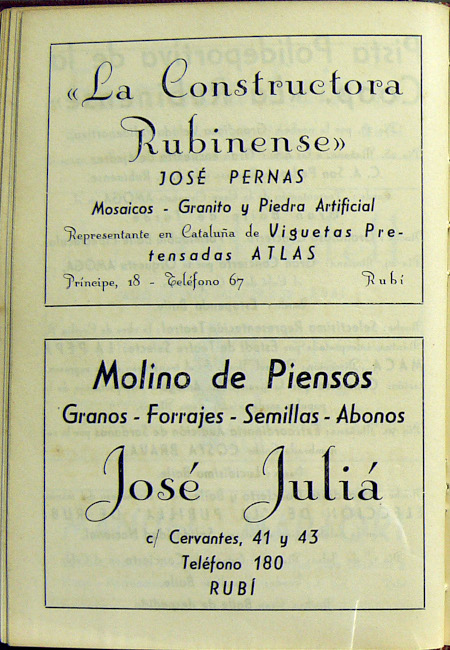 «La Constructora
Rubinense»
JOSÉ PERNAS
Mosaicos - Granito y Piedra Artificial
Representante en Cataluña de Viguetas Pre-
tensadas ATLAS
Príncipe, 18 - Teléfono 67 Rubí
Molino de Piensos
Granos - Forrajes - Semillas - Abonos
José Juliá
c/ Cervantes, 41 y 43
Teléfono 180
RUBÍ